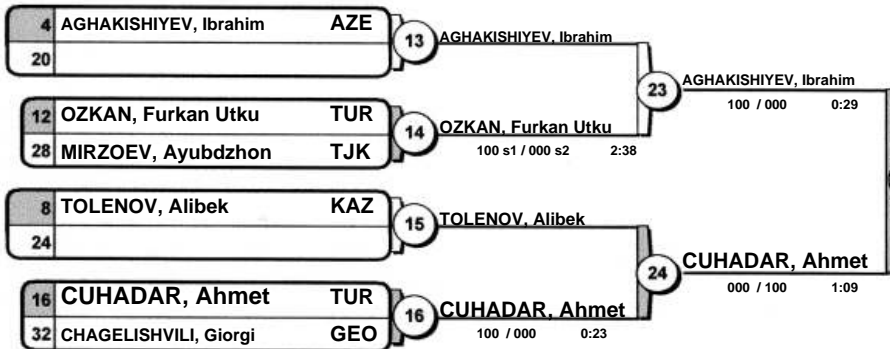 4 AGHAKISHIYEV, Ibrahim AZE
20
13 AGHAKISHIYEV, Ibrahim
12 OZKAN, Furkan Utku TUR
28 MIRZOEV, Ayubdzhon TJK
14 OZKAN, Furkan Utku
100 s1 / 000 s2 2:38
23 AGHAKISHIYEV, Ibrahim
100 / 000 0:29
8 TOLENOV, Alibek KAZ
24
15 TOLENOV, Alibek
16 CUHADAR, Ahmet TUR
32 CHAGELISHVILI, Giorgi GEO
16 CUHADAR, Ahmet
100 / 000 0:23
24 CUHADAR, Ahmet
000 / 100 1:09